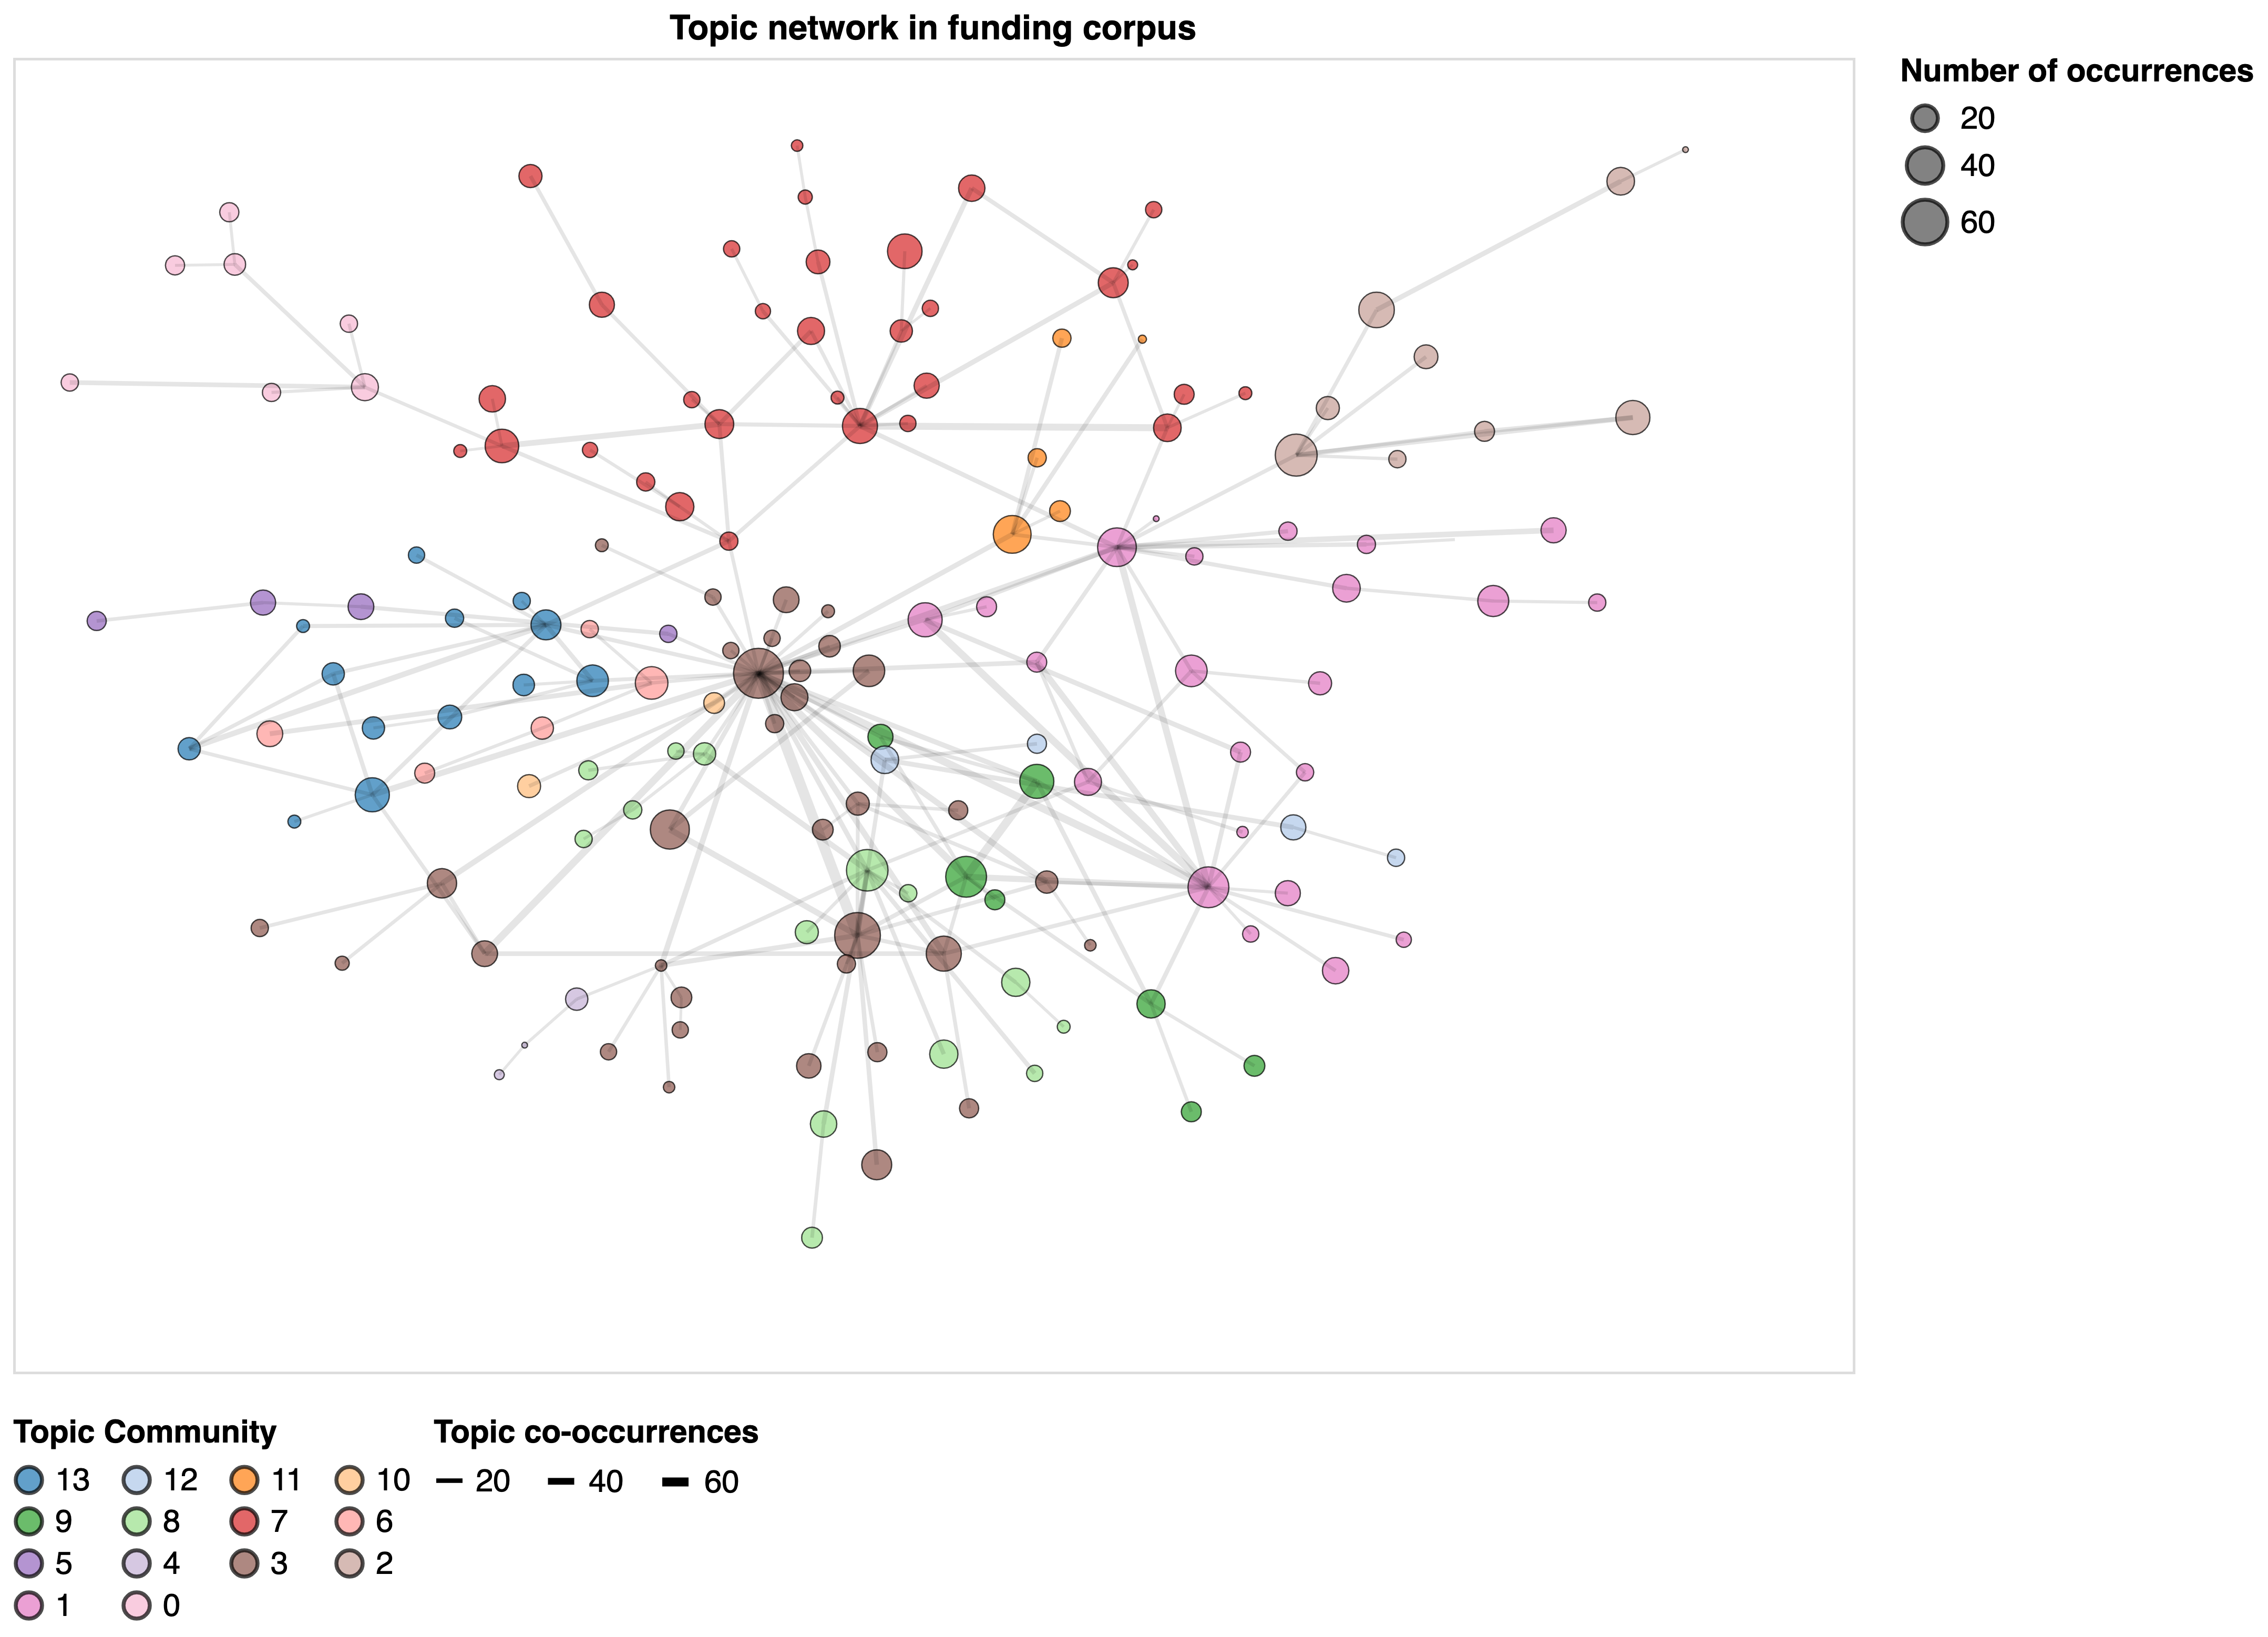 Topic network in funding corpus
Number of occurrences
20
40
60
Topic Community
13 12 11 10
9 8 7 6
5 4 3 2
1 0
Topic co-occurrences
20 40 60